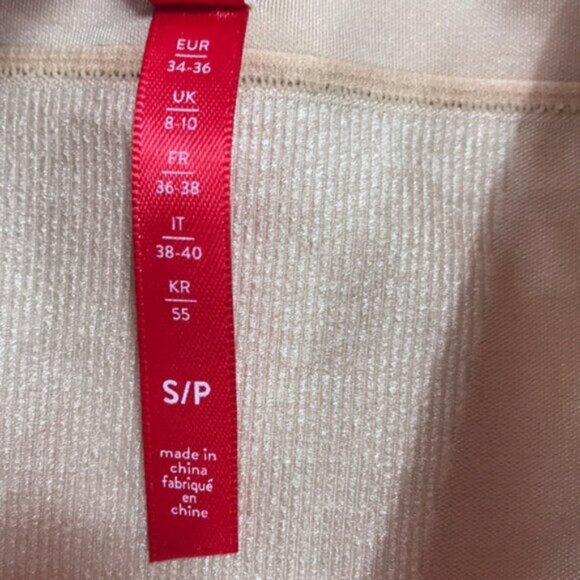 EUR
34-36
UK
8-10
FR
36-38
IT
38-40
KR
55
S/P
made in
china
fabriqué
en
chine